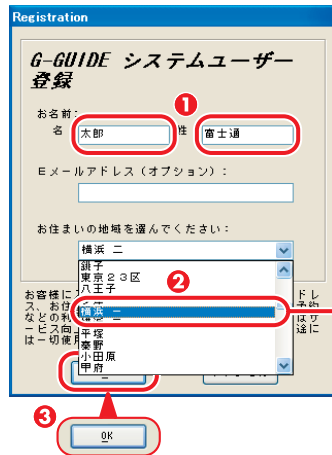 Registration
G-GUIDE システムユーザー
登録
お名前:
名 太郎 姓 富士通
1
Eメールアドレス(オプション):
お住まいの地域を選んでください:
横浜 二
銚子
東京23区
八王子
2
横浜 一
平塚
秦野
小田原
甲府
お客様に
ドレ
ス、お住
予約
などの利
はサ
ービス向
途に
は一切使
3
OK